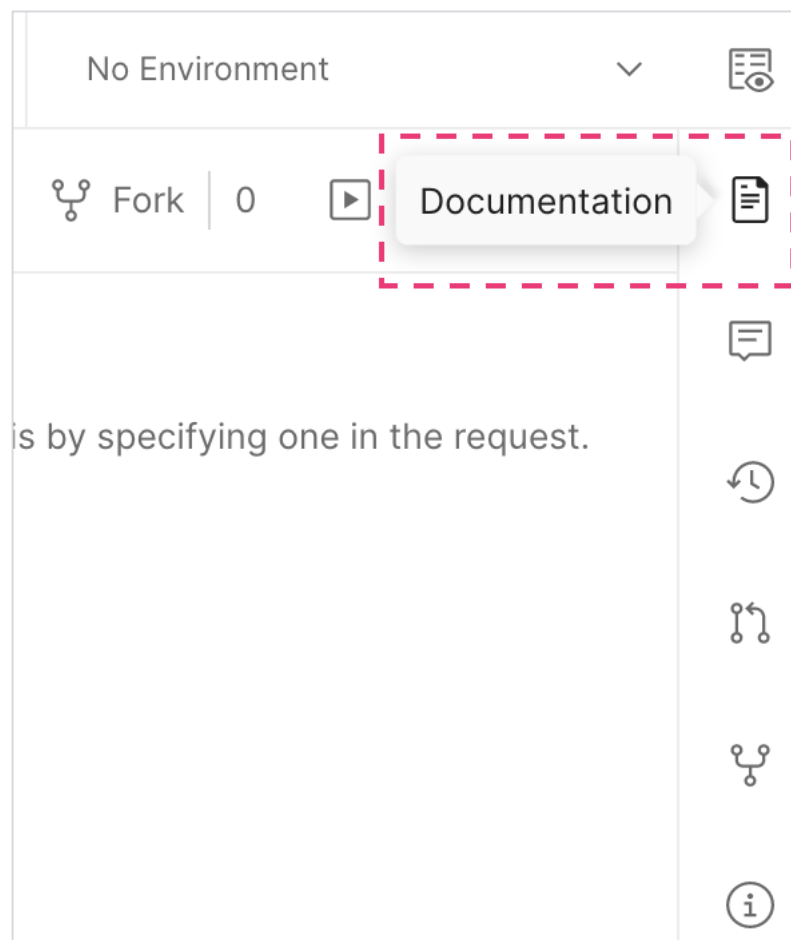 No Environment
Fork 0
Documentation
is by specifying one in the request.